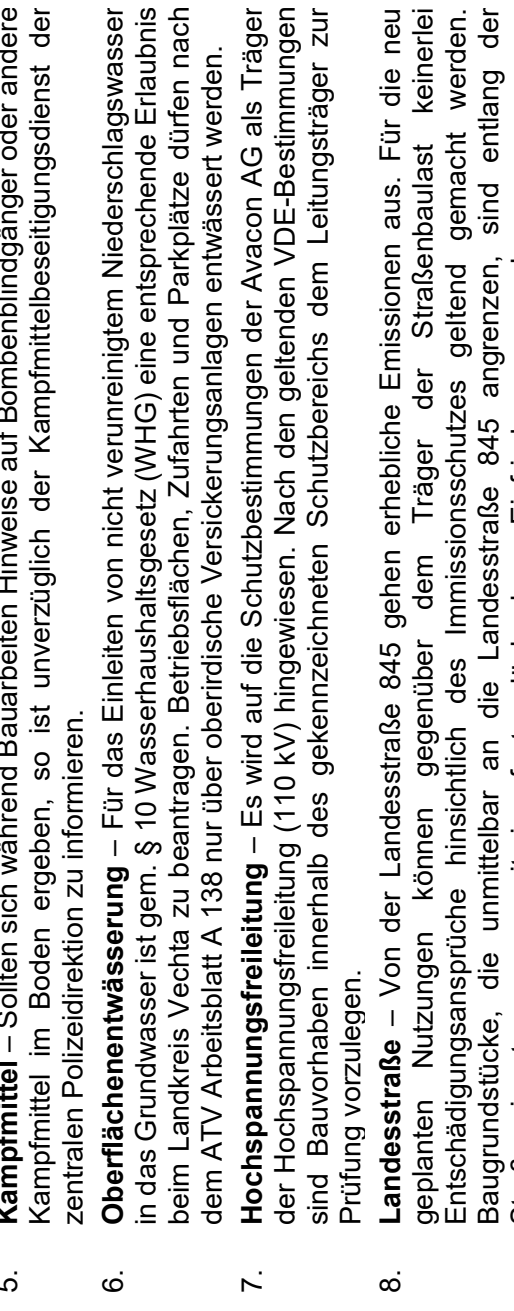 5. Kampfmittel – Sollten sich während Bauarbeiten Hinweise auf Bombenblindgänger oder andere
Kampfmittel im Boden ergeben, so ist unverzüglich der Kampfmittelbeseitigungsdienst der
zentralen Polizeidirektion zu informieren.
6. Oberflächenentwässerung – Für das Einleiten von nicht verunreinigtem Niederschlagswasser
in das Grundwasser ist gem. § 10 Wasserhaushaltsgesetz (WHG) eine entsprechende Erlaubnis
beim Landkreis Vechta zu beantragen. Betriebsflächen, Zufahrten und Parkplätze dürfen nach
dem ATV Arbeitsblatt A 138 nur über oberirdische Versickerungsanlagen entwässert werden.
7. Hochspannungsfreileitung – Es wird auf die Schutzbestimmungen der Avacon AG als Träger
der Hochspannungsfreileitung (110 kV) hingewiesen. Nach den geltenden VDE-Bestimmungen
sind Bauvorhaben innerhalb des gekennzeichneten Schutzbereichs dem Leitungsträger zur
Prüfung vorzulegen.
8. Landesstraße – Von der Landesstraße 845 gehen erhebliche Emissionen aus. Für die neu
geplanten Nutzungen können gegenüber dem Träger der Straßenbaulast keinerlei
Entschädigungsansprüche hinsichtlich des Immissionsschutzes geltend gemacht werden.
Baugrundstücke, die unmittelbar an die Landesstraße 845 angrenzen, sind entlang der